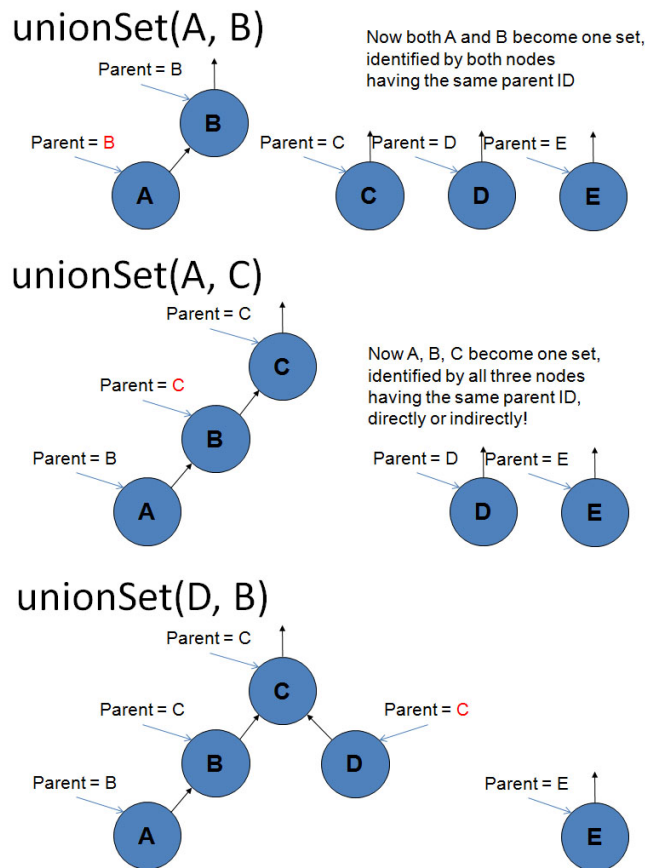 unionSet(A, B)
Now both A and B become one set,
identified by both nodes
having the same parent ID
Parent = B
B
Parent = B
Parent = C
Parent = D
Parent = E
A
C
D
E
unionSet(A, C)
Parent = C
C
Now A, B, C become one set,
identified by all three nodes
having the same parent ID,
directly or indirectly!
Parent = C
B
Parent = B
Parent = D
Parent = E
A
D
E
unionSet(D, B)
Parent = C
C
Parent = C
Parent = C
B
D
Parent = B
Parent = E
A
E